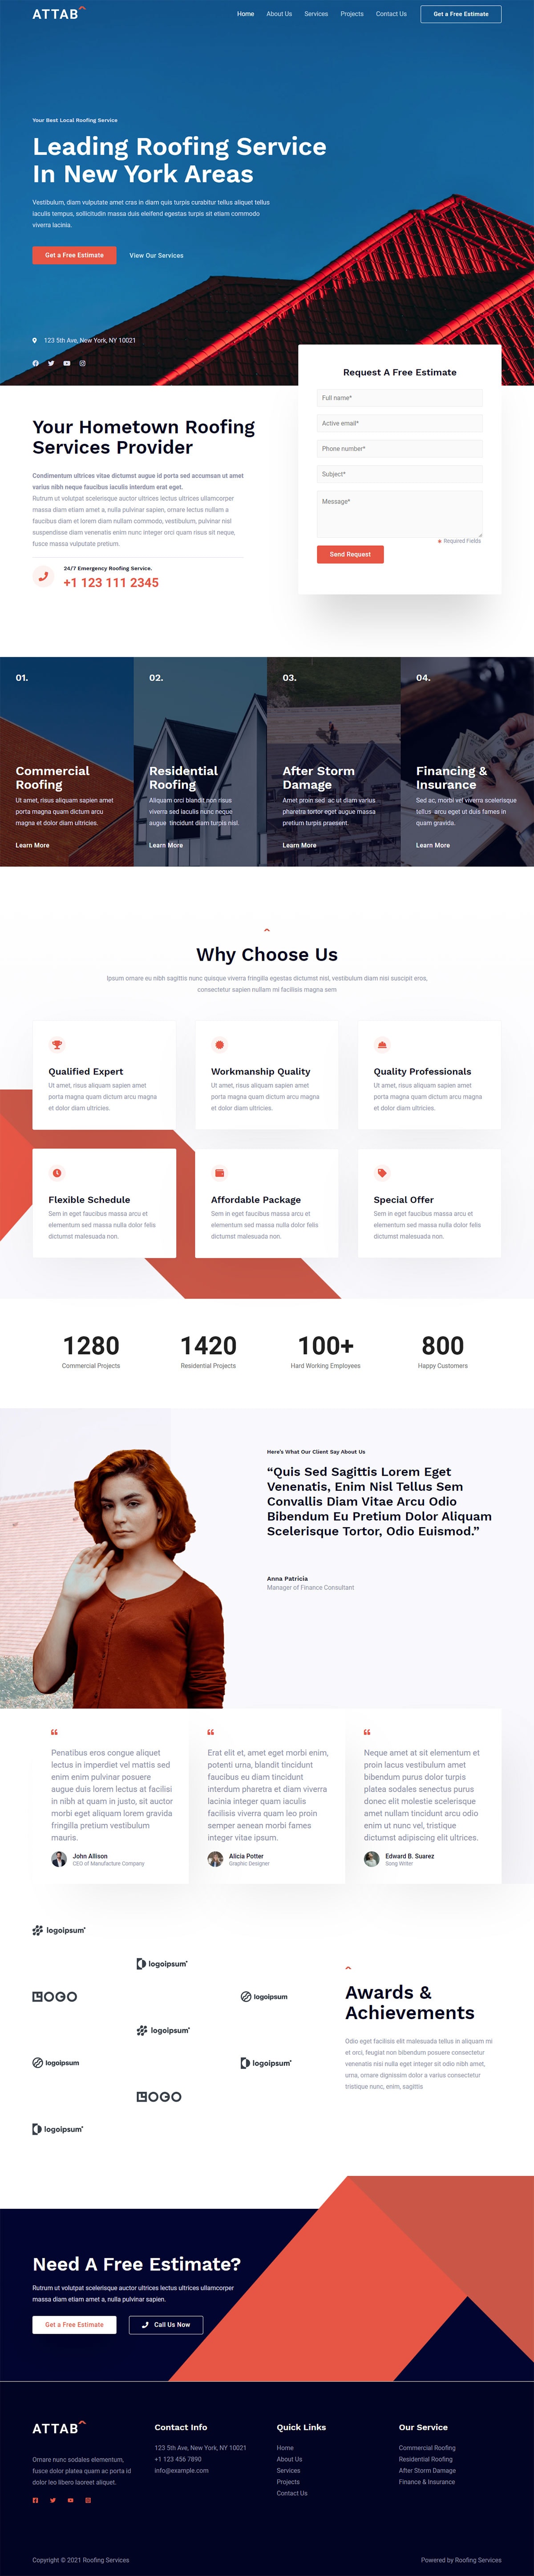 ATTAB
Home About Us Services Projects Contact Us Get a Free Estimate
Your Best Local Roofing Service
Leading Roofing Service
In New York Areas
Vestibulum, diam vulputate amet cras in diam quis turpis curabitur tellus aliquet tellus
iaculis tempus, sollicitudin massa duis eleifend egestas turpis sit etiam commodo
viverra lacinia.
Get a Free Estimate View Our Services
123 5th Ave, New York, NY 10021
Request A Free Estimate
Full name*
Active email*
Phone number*
Subject*
Message*
Required Fields
Send Request
Your Hometown Roofing
Services Provider
Condimentum ultrices vitae dictumst augue id porta sed accumsan ut amet
varius nibh neque faucibus iaculis interdum erat eget.
Rutrum ut volutpat scelerisque auctor ultrices lectus ultrices ullamcorper
massa diam etiam amet a, nulla pulvinar sapien, ornare lectus nullam a
faucibus diam et lorem diam nullam commodo, vestibulum, pulvinar nisl
suspendisse diam venenatis enim nunc integer orci, sit ornare risus sit neque,
fusce massa vulputate pretium.
24/7 Emergency Roofing Service.
+1 123 111 2345
01.
Commercial
Roofing
Ut amet, risus aliquam sapien amet
porta magna quam dictum arcu
magna et dolor diam ultricies.
Learn More
02.
Residential
Roofing
Aliquam orci blandit non risus
viverra sed iaculis nunc neque
augue tincidunt diam turpis nisl.
Learn More
03.
After Storm
Damage
Amet proin sed ac ut diam varius
pharetra tortor eget augue massa
pretium turpis praesent.
Learn More
04.
Financing &
Insurance
Sed ac, morbi vel viverra scelerisque
tellus arcu eget ut duis fames in
quam gravida.
Learn More
Why Choose Us
Ipsum ornare eu nibh sagittis nunc quisque viverra fringilla egestas dictumst nisl, vestibulum diam nisi suscipit eros,
consectetur sapien nullam mi facilisis magna sem
Qualified Expert
Ut amet, risus aliquam sapien amet
porta magna quam dictum arcu magna
et dolor diam ultricies.
Workmanship Quality
Ut amet, risus aliquam sapien amet
porta magna quam dictum arcu magna
et dolor diam ultricies.
Quality Professionals
Ut amet, risus aliquam sapien amet
porta magna quam dictum arcu magna
et dolor diam ultricies.
Flexible Schedule
Sem in eget faucibus massa arcu et
elementum sed massa nulla dolor felis
dictumst malesuada non.
Affordable Package
Sem in eget faucibus massa arcu et
elementum sed massa nulla dolor felis
dictumst malesuada non.
Special Offer
Sem in eget faucibus massa arcu et
elementum sed massa nulla dolor felis
dictumst malesuada non.
1280
Commercial Projects
1420
Residential Projects
100+
Hard Working Employees
800
Happy Customers
Here's What Our Client Say About Us
“Quis Sed Sagittis Lorem Eget
Venenatis, Enim Nisl Tellus Sem
Convallis Diam Vitae Arcu Odio
Bibendum Eu Pretium Dolor Aliquam
Scelerisque Tortor, Odio Euismod.”
Anna Patricia
Manager of Finance Consultant
Penatibus eros congue aliquet
lectus in imperdiet vel mattis sed
enim enim pulvinar posuere
augue duis lorem lectus at facilisi
in nibh at quam in justo, sit auctor
morbi eget aliquam lorem gravida
fringilla pretium vestibulum
mauris.
John Allison
CEO of Manufacture Company
Erat elit et, amet eget morbi enim,
potenti urna, blandit tincidunt
faucibus eu diam tincidunt
interdum pharetra et diam viverra
lacinia integer quam iaculis
facilisis viverra quam leo proin
semper aenean morbi fames
integer vitae ipsum.
Alicia Potter
Graphic Designer
Neque amet at sit elementum et
proin lacus vestibulum amet
bibendum purus dolor turpis
platea sodales senectus purus
donec et nunc molestie scelerisque
amet nullam tincidunt arcu odio
enim ut nulla vel, tristique
dictumst adipiscing elit ultrices.
Edward B. Suarez
Song Writer
logoipsum
logoipsum
LOGO
logoipsum
logoipsum
logoipsum
logoipsum
LOGO
logoipsum
Awards &
Achievements
Odio eget facilisis elit malesuada tellus in aliquam mi
et orci, feugiat non bibendum posuere consectetur
venenatis nisi nulla eget integer sit odio nibh amet,
urna, ornare dignissim dolor a varius consectetur
tristique nunc, enim, sagittis
Need A Free Estimate?
Rutrum ut volutpat scelerisque auctor ultrices lectus ultrices ullamcorper
massa diam etiam amet a, nulla pulvinar sapien.
Get a Free Estimate Call Us Now
ATTAB
Ornare nunc sodales elementum,
fusce dolor platea quam ac porta id
dolor leo libero laoreet aliquet.
Contact Info
123 5th Ave, New York, NY 10021
+1 123 456 7890
info@example.com
Quick Links
Home
About Us
Services
Projects
Contact Us
Our Service
Commercial Roofing
Residential Roofing
After Storm Damage
Finance & Insurance
Copyright © 2021 Roofing Services
Powered by Roofing Services